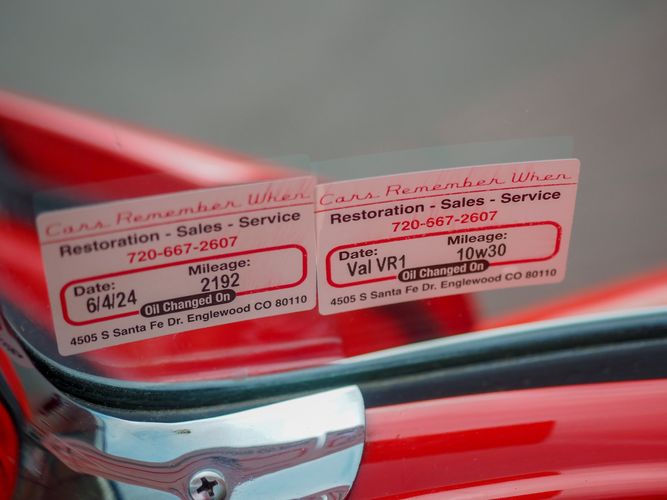 Cars Remember When
Restoration - Sales - Service
720-667-2607
Date:
Mileage:
6/4/24
2192
Oil Changed On
4505 S Santa Fe Dr. Englewood CO 80110
Cars Remember When
Restoration - Sales - Service
720-667-2607
Date:
Mileage:
Val VR1
10w30
Oil Changed On
4505 S Santa Fe Dr. Englewood CO 80110